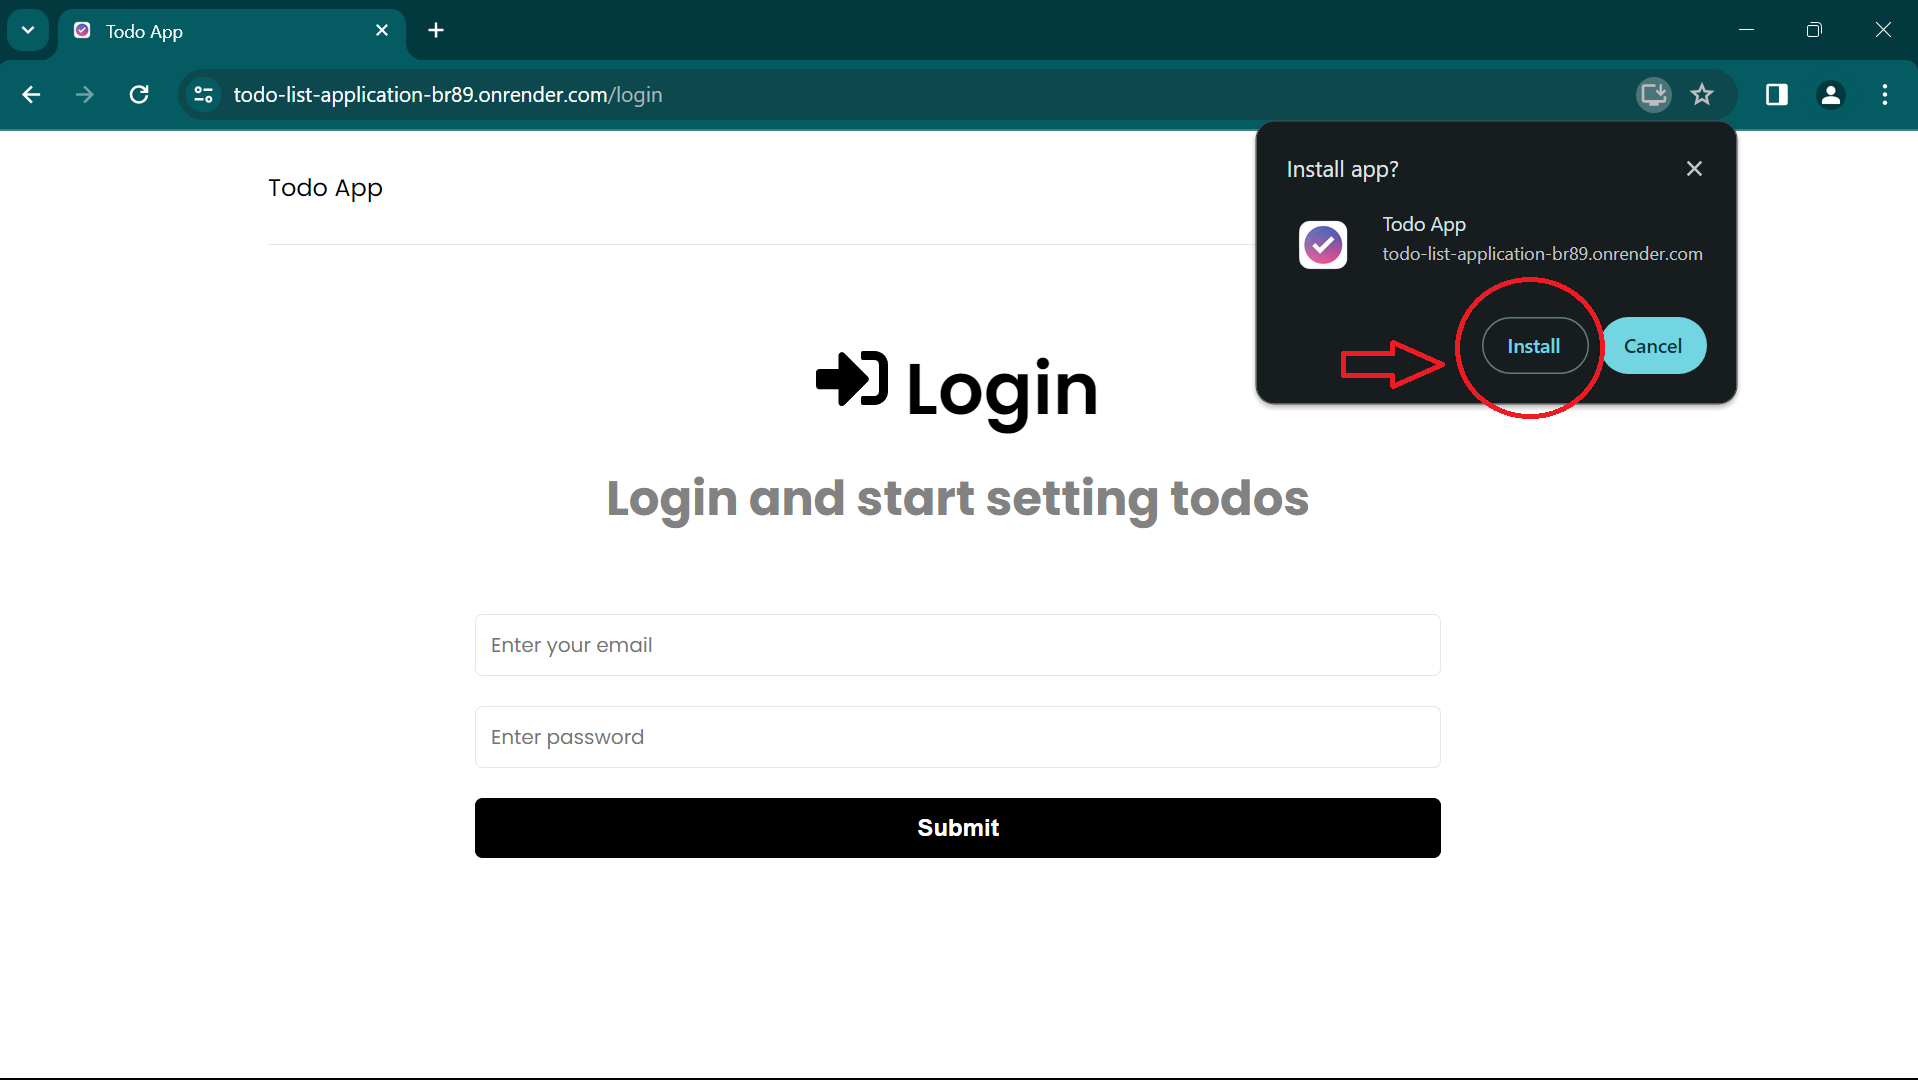 Todo App
todo-list-application-br89.onrender.com/login
Install app?
Todo App
todo-list-application-br89.onrender.com
Install
Cancel
Todo App
Login
Login and start setting todos
Enter your email
Enter password
Submit